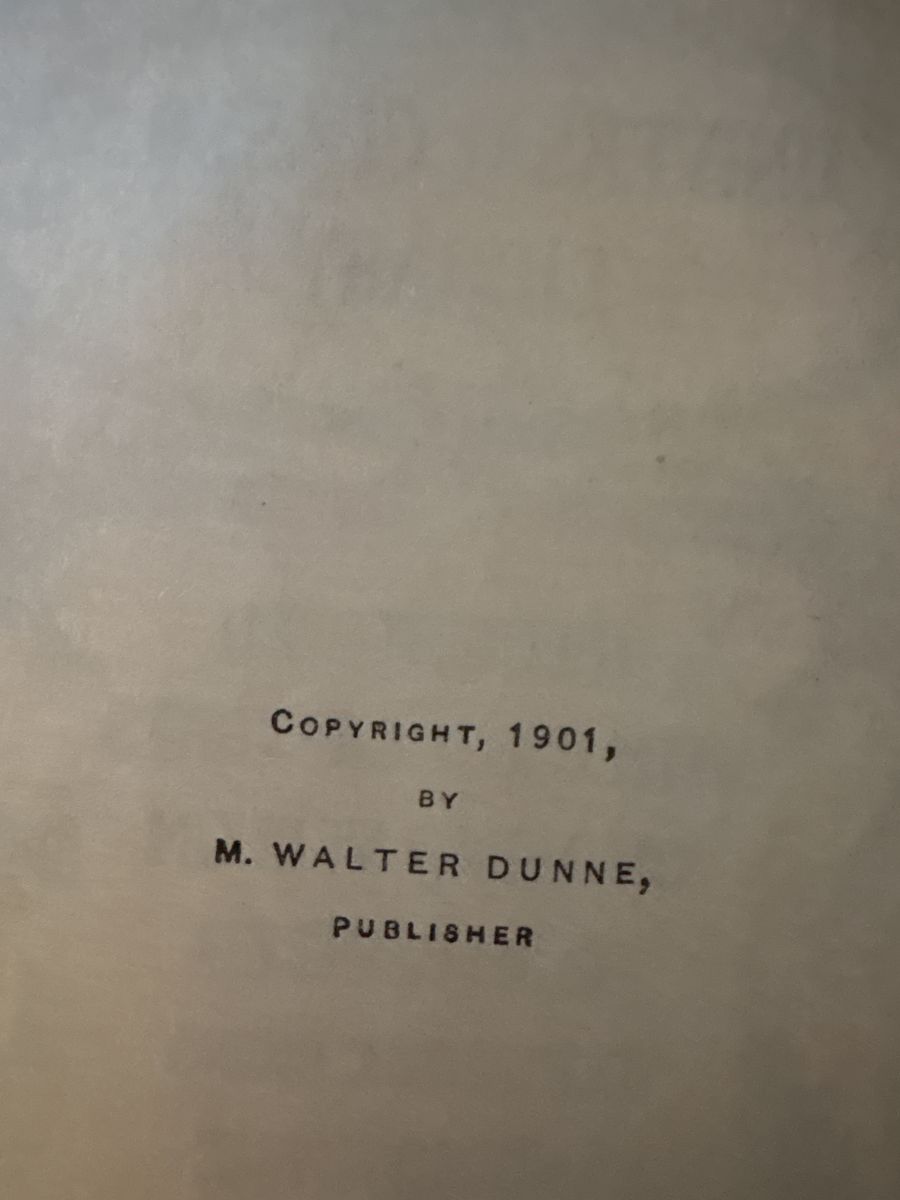 Copyright, 1901,
BY
M. WALTER DUNNE,
PUBLISHER